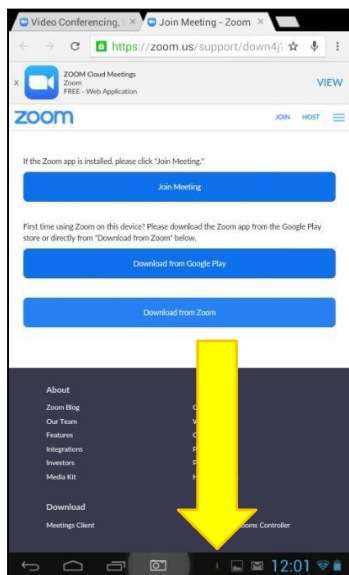 Video Conferencing,
Join Meeting - Zoom
https://zoom.us/support/down4j?
ZOOM Cloud Meetings
Zoom
FREE - Web Application
VIEW
zoom
JOIN HOST
If the Zoom app is installed, please click "Join Meeting."
Join Meeting
First time using Zoom on this device? Please download the Zoom app from the Google Play
store or directly from "Download from Zoom" below.
Download from Google Play
Download from Zoom
About
Zoom Blog
Our Team
Features
Integrations
Investors
Media Kit
Download
Meetings Client
Controller
12:01